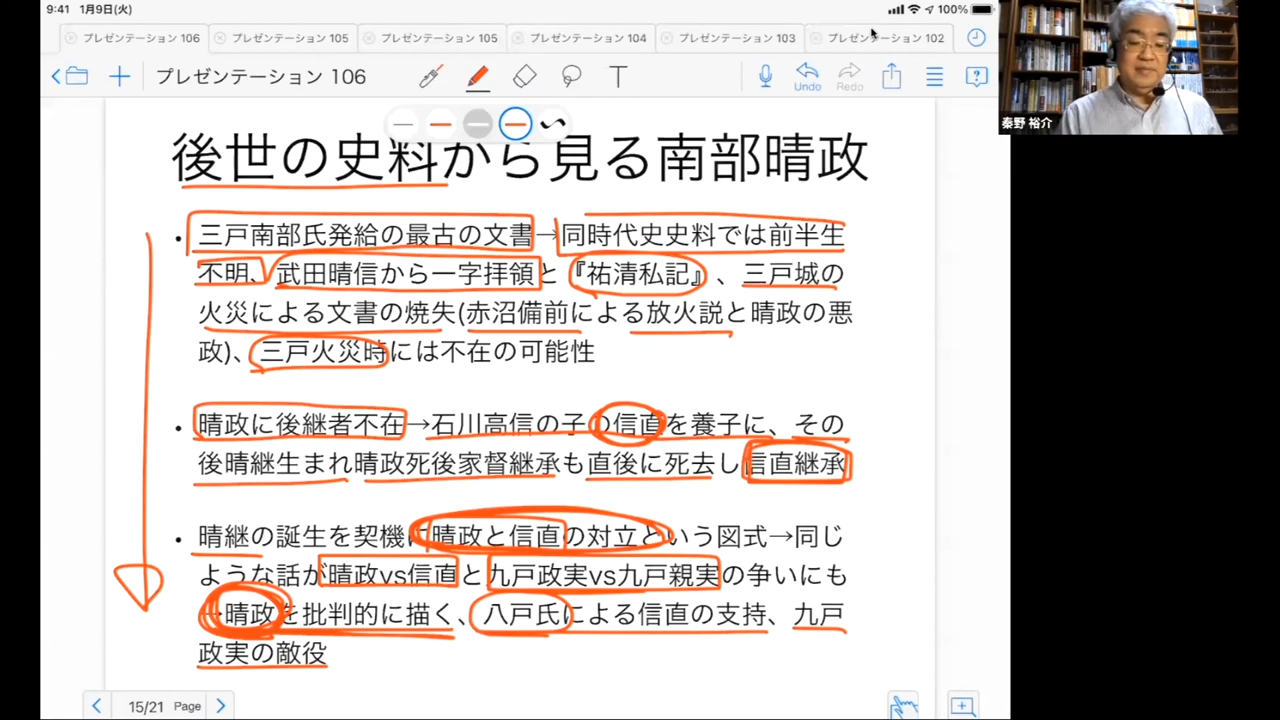 9:41 1月9日(火)
100%
プレゼンテーション 106
プレゼンテーション 105
プレゼンテーション 105
プレゼンテーション 104
プレゼンテーション 103
プレゼンテーション 102
プレゼンテーション 106
T
Undo
Redo
秦野 裕介
後世の史料から見る南部晴政
・三戸南部氏発給の最古の文書→同時代史史料では前半生
不明、武田晴信から一字拝領と『祐清私記』、三戸城の
火災による文書の焼失(赤沼備前による放火説と晴政の悪
政)、三戸火災時には不在の可能性
・晴政に後継者不在→石川高信の子の信直を養子に、その
後晴継生まれ晴政死後家督継承も直後に死去し信直継承
・晴継の誕生を契機に晴政と信直の対立という図式→同じ
ような話が晴政vs信直と九戸政実vs九戸親実の争いにも
→晴政を批判的に描く、八戸氏による信直の支持、九戸
政実の敵役
15/21 Page